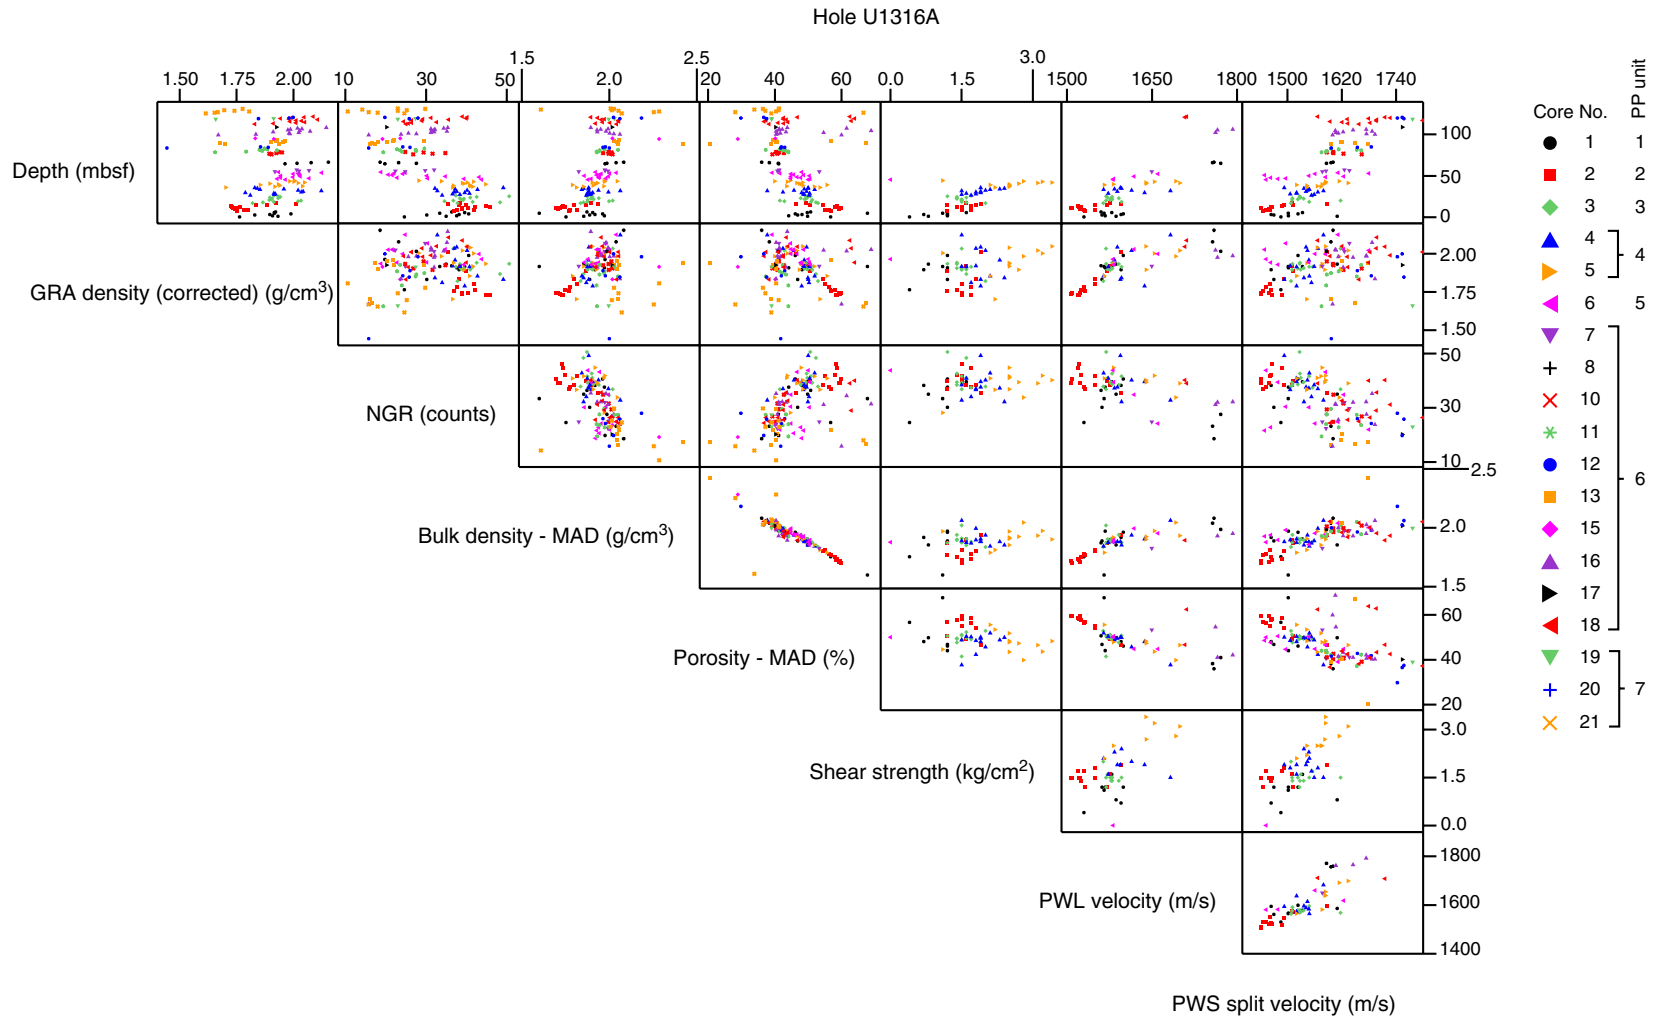 Hole U1316A
1.5 2.5 3.0
1.50 1.75 2.00 10 30 50 2.0 20 40 60 0.0 1.5 1500 1650 1800 1500 1620 1740
Core No. PP unit
Depth (mbsf) 100
50
0
GRA density (corrected) (g/cm³) 2.00
1.75
1.50
NGR (counts) 50
30
10
2.5
Bulk density - MAD (g/cm³) 2.0
1.5
Porosity - MAD (%) 60
40
20
Shear strength (kg/cm²) 3.0
1.5
0.0
PWL velocity (m/s) 1800
1600
1400
PWS split velocity (m/s)
1 1
2 2
3 3
4
5 4
6 5
7
8
10
11
12
13 6
15
16
17
18
19
20 7
21